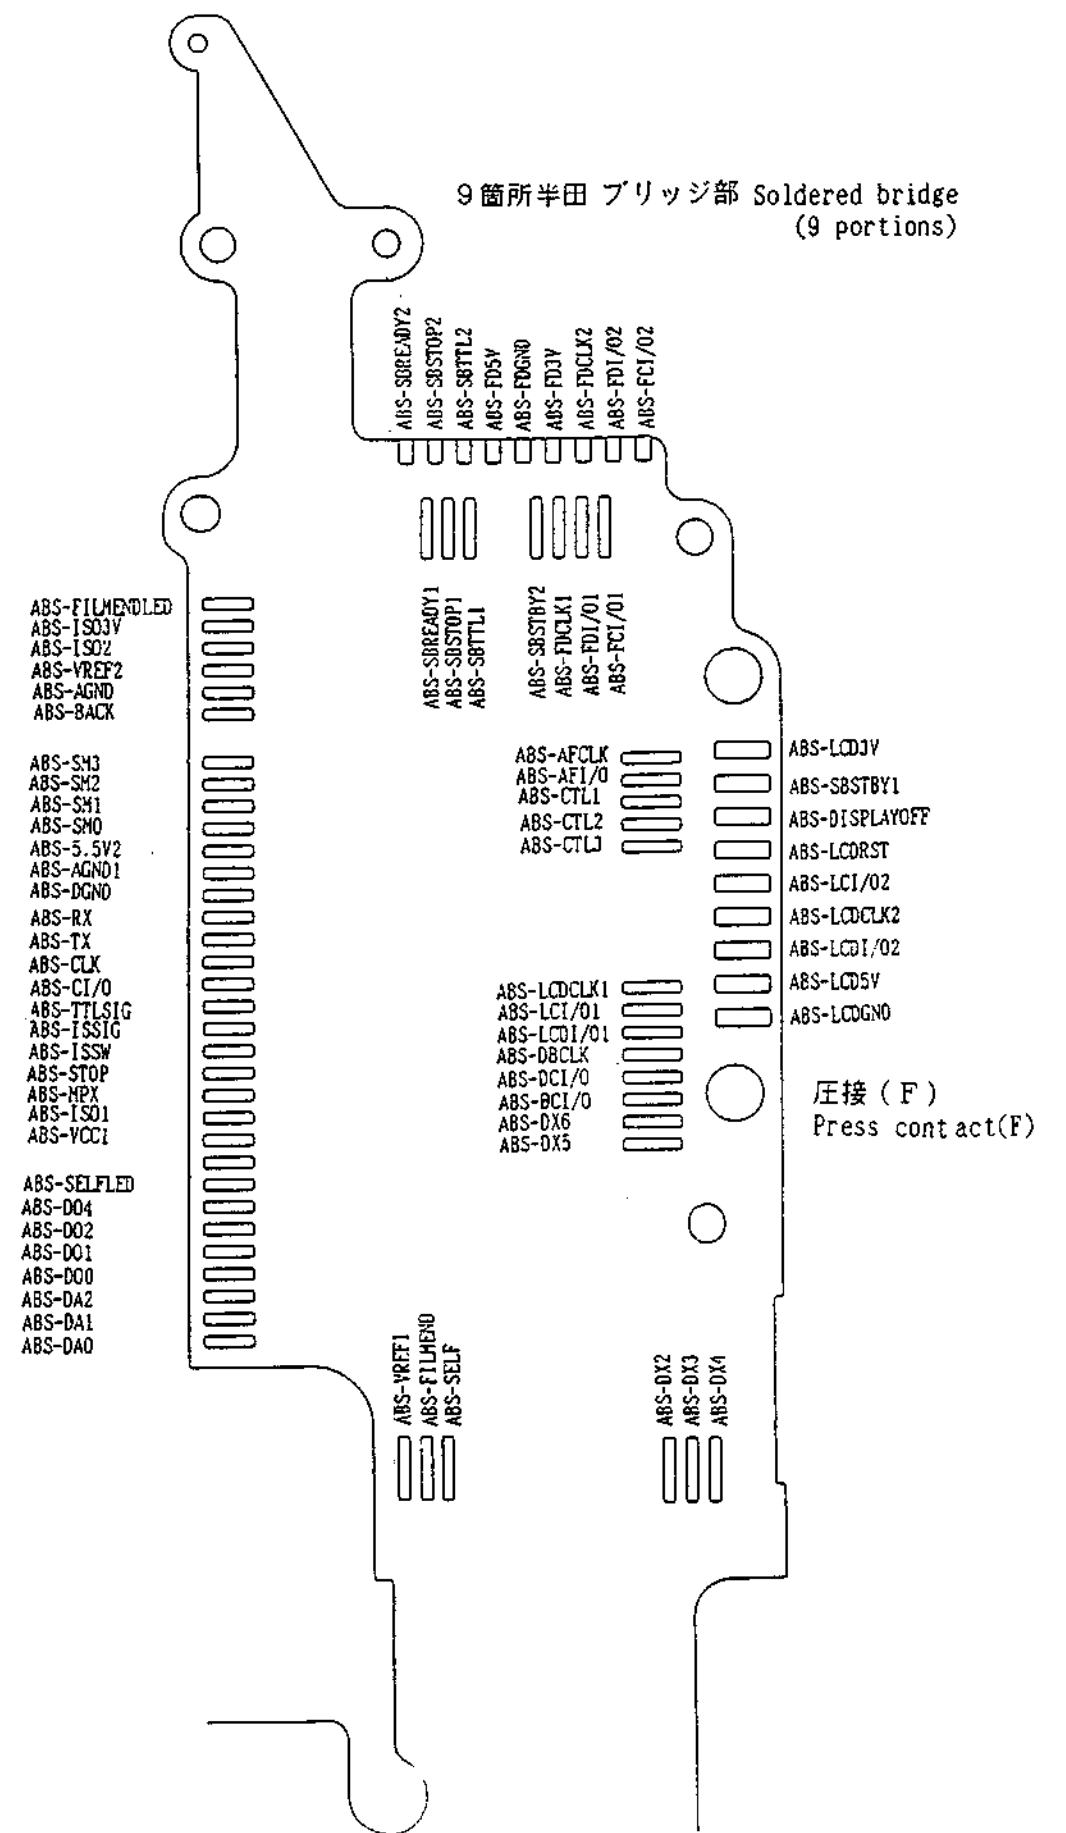 9箇所半田 ブリッジ部 Soldered bridge
(9 portions)
ABS-SBREADY2
ABS-SBSTOP2
ABS-SBTTL2
ABS-FD5V
ABS-FDGND
ABS-FD3V
ABS-FDCLK2
ABS-FDI/O2
ABS-FCI/O2
ABS-SBREADY1
ABS-SBSTOP1
ABS-SBTTL1
ABS-SBSTBY2
ABS-FDCLK1
ABS-FDI/O1
ABS-FCI/O1
ABS-FILMENDLED
ABS-ISO3V
ABS-ISO2
ABS-VREF2
ABS-AGND
ABS-BACK
ABS-SM3
ABS-SM2
ABS-SM1
ABS-SM0
ABS-5.5V2
ABS-AGND1
ABS-DGND
ABS-RX
ABS-TX
ABS-CLK
ABS-CI/O
ABS-TTLSIG
ABS-ISSIG
ABS-ISSW
ABS-STOP
ABS-MPX
ABS-ISO1
ABS-VCC1
ABS-SELFLED
ABS-DO4
ABS-DO2
ABS-DO1
ABS-DO0
ABS-DA2
ABS-DA1
ABS-DA0
ABS-AFCLK
ABS-AFI/O
ABS-CTL1
ABS-CTL2
ABS-CTL3
ABS-LCD3V
ABS-SBSTBY1
ABS-DISPLAYOFF
ABS-LCDRST
ABS-LCI/O2
ABS-LCDCLK2
ABS-LCDI/O2
ABS-LCD5V
ABS-LCDGND
ABS-LCDCLK1
ABS-LCI/O1
ABS-LCDI/O1
ABS-DBCLK
ABS-DCI/O
ABS-BCI/O
ABS-DX6
ABS-DX5
圧接(F)
Press contact(F)
ABS-VREF1
ABS-FILMEND
ABS-SELF
ABS-DX2
ABS-DX3
ABS-DX4